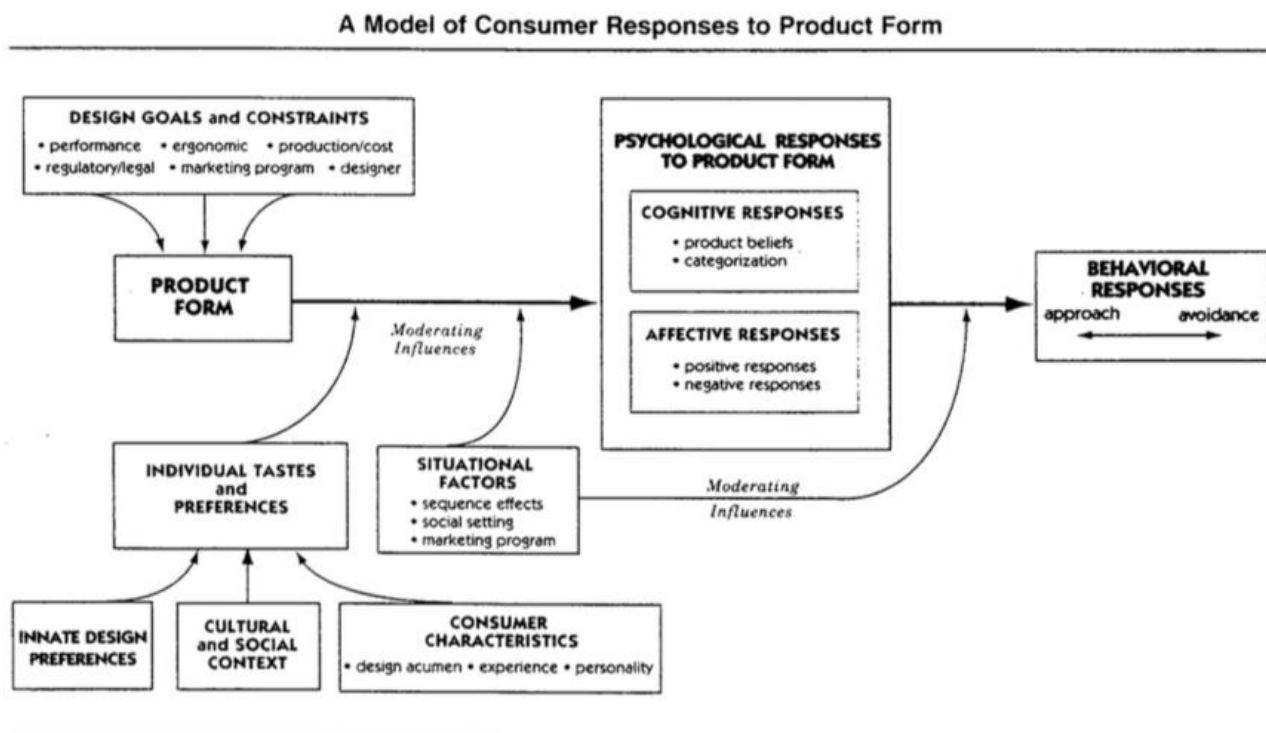 A Model of Consumer Responses to Product Form
DESIGN GOALS and CONSTRAINTS
• performance • ergonomic • production/cost
• regulatory/legal • marketing program • designer
PRODUCT
FORM
Moderating
Influences
PSYCHOLOGICAL RESPONSES
TO PRODUCT FORM
COGNITIVE RESPONSES
• product beliefs
• categorization
AFFECTIVE RESPONSES
• positive responses
• negative responses
BEHAVIORAL
RESPONSES
approach avoidance
INDIVIDUAL TASTES
and
PREFERENCES
SITUATIONAL
FACTORS
• sequence effects
• social setting
• marketing program
Moderating
Influences
INNATE DESIGN
PREFERENCES
CULTURAL
and SOCIAL
CONTEXT
CONSUMER
CHARACTERISTICS
• design acumen • experience • personality